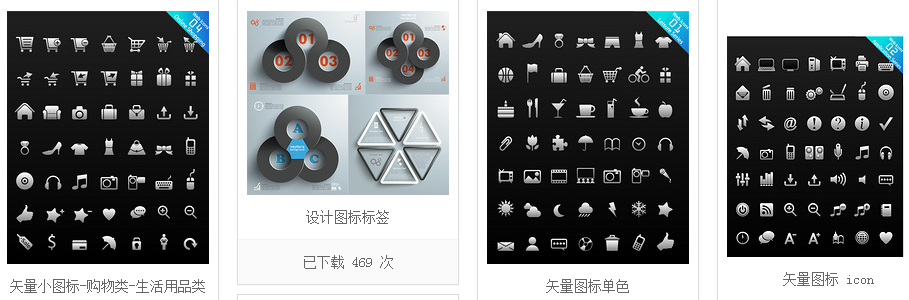 04
01
02
03
01
02
03
04
A
B
C
设计图标标签
已下载 469 次
矢量小图标-购物类-生活用品类
矢量图标单色
矢量图标 icon